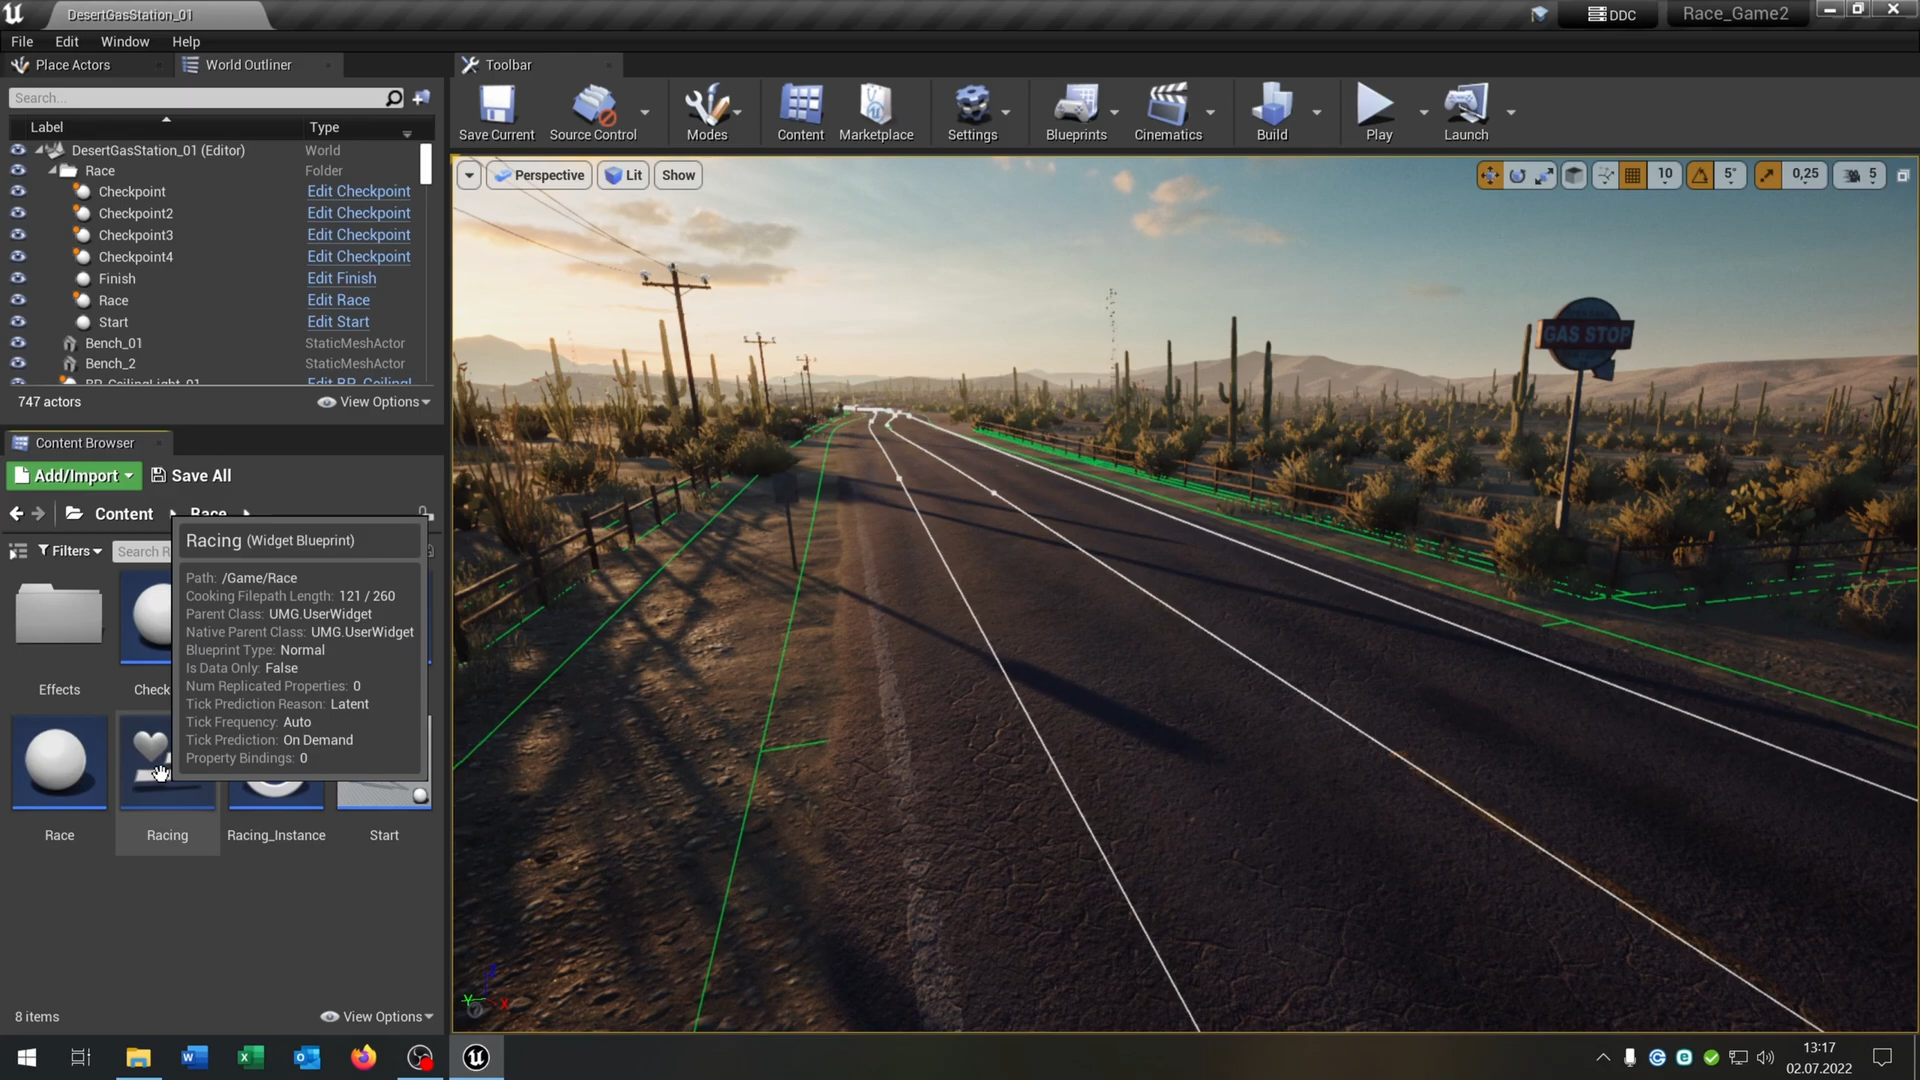 DesertGasStation_01
DDC
Race_Game2
File
Edit
Window
Help
Place Actors
World Outliner
Toolbar
Search...
Label
Type
DesertGasStation_01 (Editor)
World
Race
Folder
Checkpoint
Edit Checkpoint
Checkpoint2
Edit Checkpoint
Checkpoint3
Edit Checkpoint
Checkpoint4
Edit Checkpoint
Finish
Edit Finish
Race
Edit Race
Start
Edit Start
Bench_01
StaticMeshActor
Bench_2
StaticMeshActor
747 actors
View Options
Save Current
Source Control
Modes
Content
Marketplace
Settings
Blueprints
Cinematics
Build
Play
Launch
Perspective
Lit
Show
10
5°
0,25
5
GAS STOP
Content Browser
Add/Import
Save All
Content
Race
Filters
Search R
Racing (Widget Blueprint)
Path: /Game/Race
Cooking Filepath Length: 121 / 260
Parent Class: UMG.UserWidget
Native Parent Class: UMG.UserWidget
Blueprint Type: Normal
Is Data Only: False
Num Replicated Properties: 0
Tick Prediction Reason: Latent
Tick Frequency: Auto
Tick Prediction: On Demand
Property Bindings: 0
Effects
Check
Race
Racing
Racing_Instance
Start
8 items
View Options
Y
X
13:17
02.07.2022